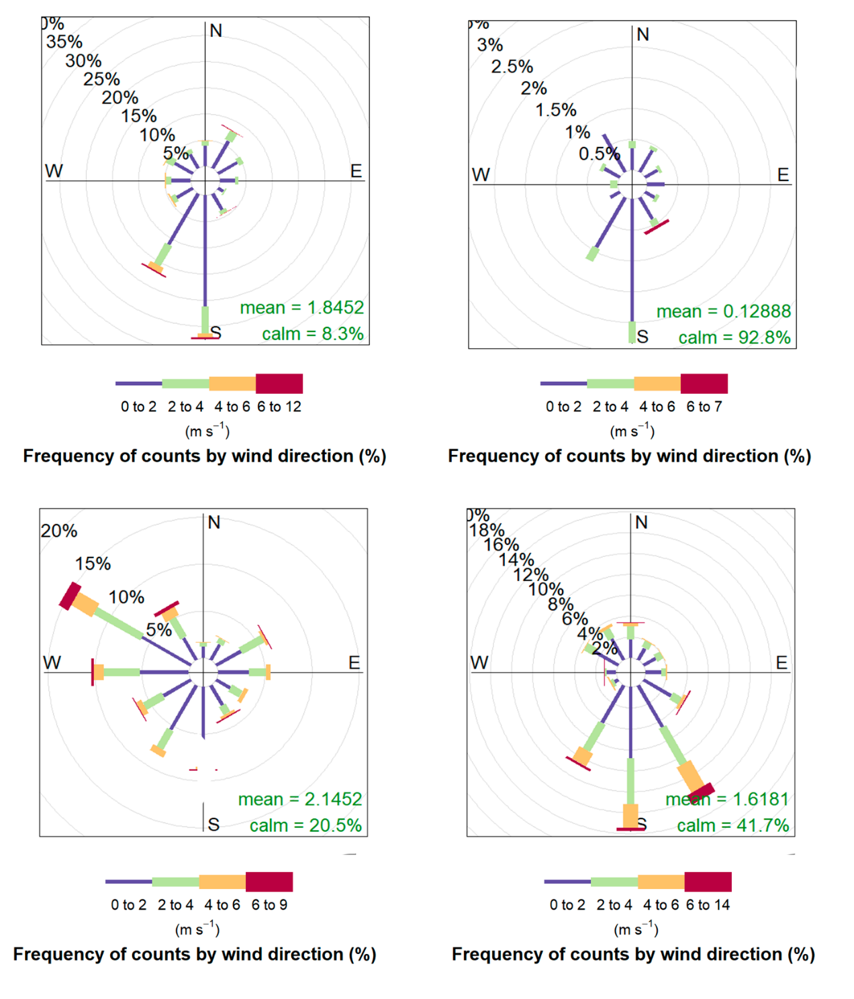 0%
35%
30%
25%
20%
15%
10%
5%
N
W
E
S
mean = 1.8452
calm = 8.3%
0 to 2 2 to 4 4 to 6 6 to 12
(m s⁻¹)
Frequency of counts by wind direction (%)
3%
2.5%
2%
1.5%
1%
0.5%
N
W
E
S
mean = 0.12888
calm = 92.8%
0 to 2 2 to 4 4 to 6 6 to 7
(m s⁻¹)
Frequency of counts by wind direction (%)
20%
15%
10%
5%
N
W
E
S
mean = 2.1452
calm = 20.5%
0 to 2 2 to 4 4 to 6 6 to 9
(m s⁻¹)
Frequency of counts by wind direction (%)
0%
18%
16%
14%
12%
10%
8%
6%
4%
2%
N
W
E
S
mean = 1.6181
calm = 41.7%
0 to 2 2 to 4 4 to 6 6 to 14
(m s⁻¹)
Frequency of counts by wind direction (%)